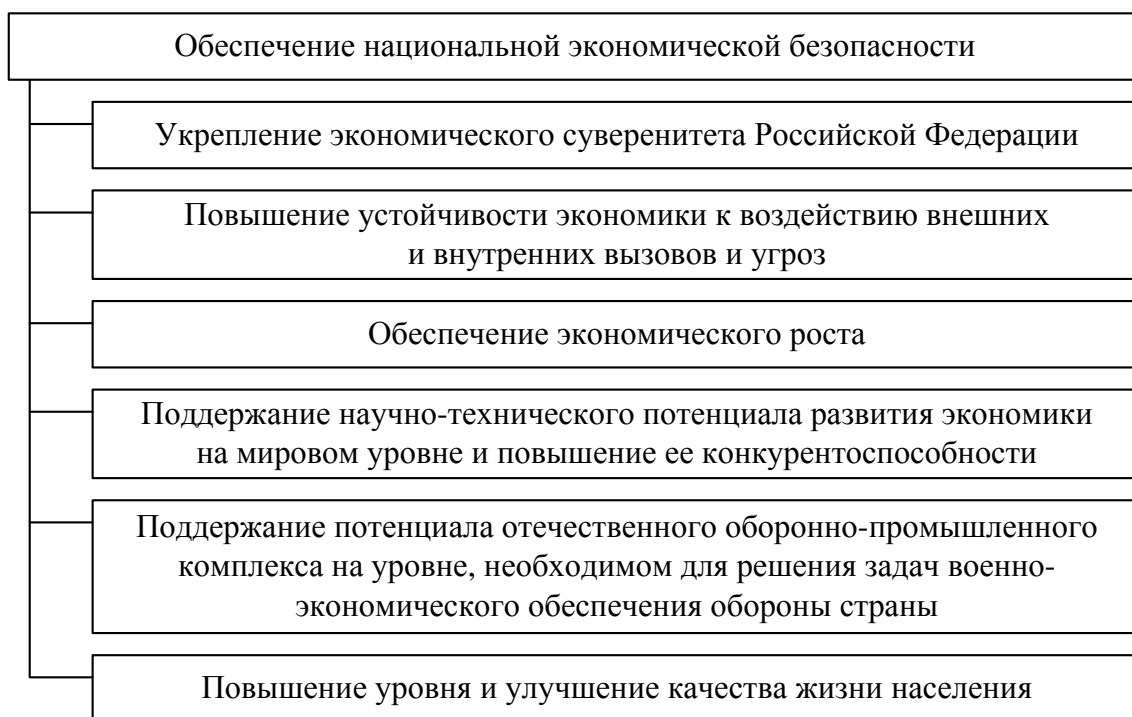 Обеспечение национальной экономической безопасности
Укрепление экономического суверенитета Российской Федерации
Повышение устойчивости экономики к воздействию внешних
и внутренних вызовов и угроз
Обеспечение экономического роста
Поддержание научно-технического потенциала развития экономики
на мировом уровне и повышение ее конкурентоспособности
Поддержание потенциала отечественного оборонно-промышленного
комплекса на уровне, необходимом для решения задач военно-
экономического обеспечения обороны страны
Повышение уровня и улучшение качества жизни населения